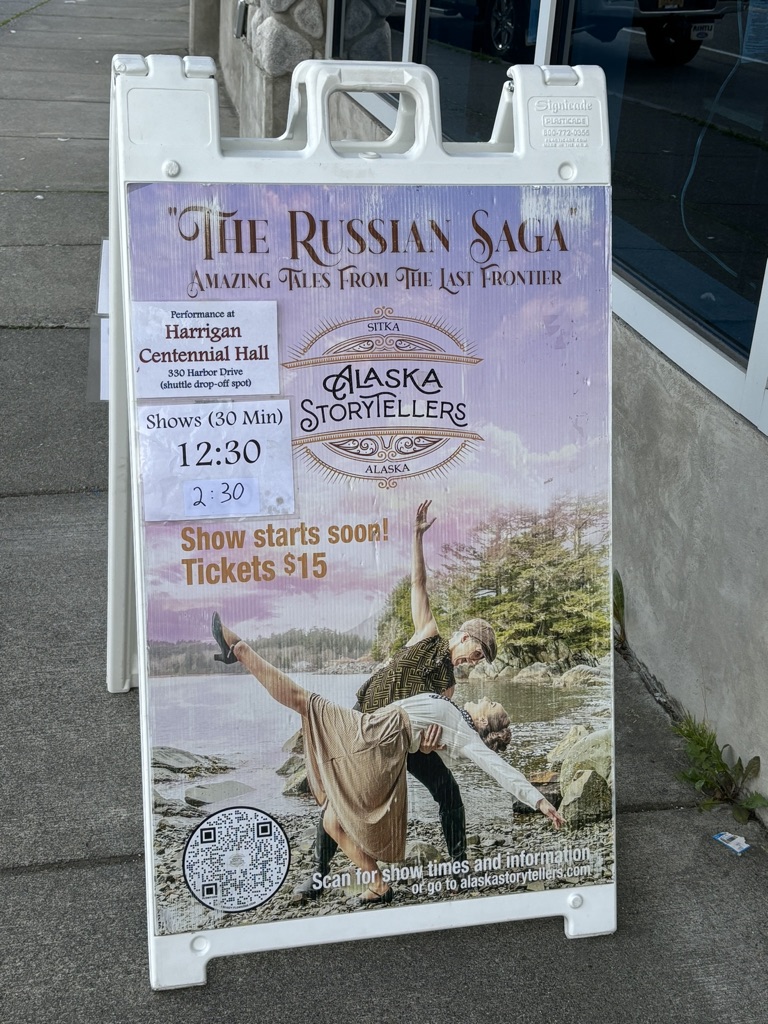 Signicade
PLASTICADE
"THE RUSSIAN SAGA"
AMAZING TALES FROM THE LAST FRONTIER
Performance at
Harrigan
Centennial Hall
330 Harbor Drive
(shuttle drop-off spot)
SITKA
ALASKA
STORYTELLERS
ALASKA
Shows (30 Min)
12:30
2:30
Show starts soon!
Tickets $15
Scan for show times and information
or go to alaskastorytellers.com